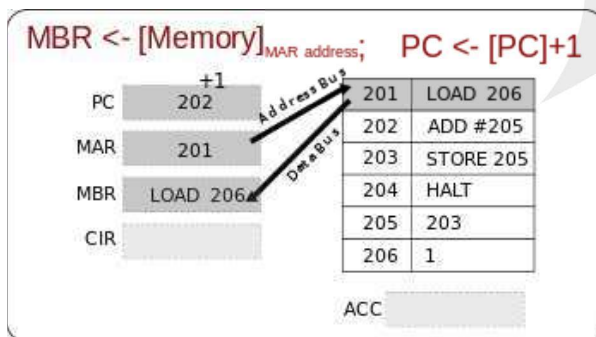 MBR <- [Memory]MAR address; PC <- [PC]+1
+1
PC 202
MAR 201
MBR LOAD 206
CIR
Address Bus
Data Bus
201 LOAD 206
202 ADD #205
203 STORE 205
204 HALT
205 203
206 1
ACC